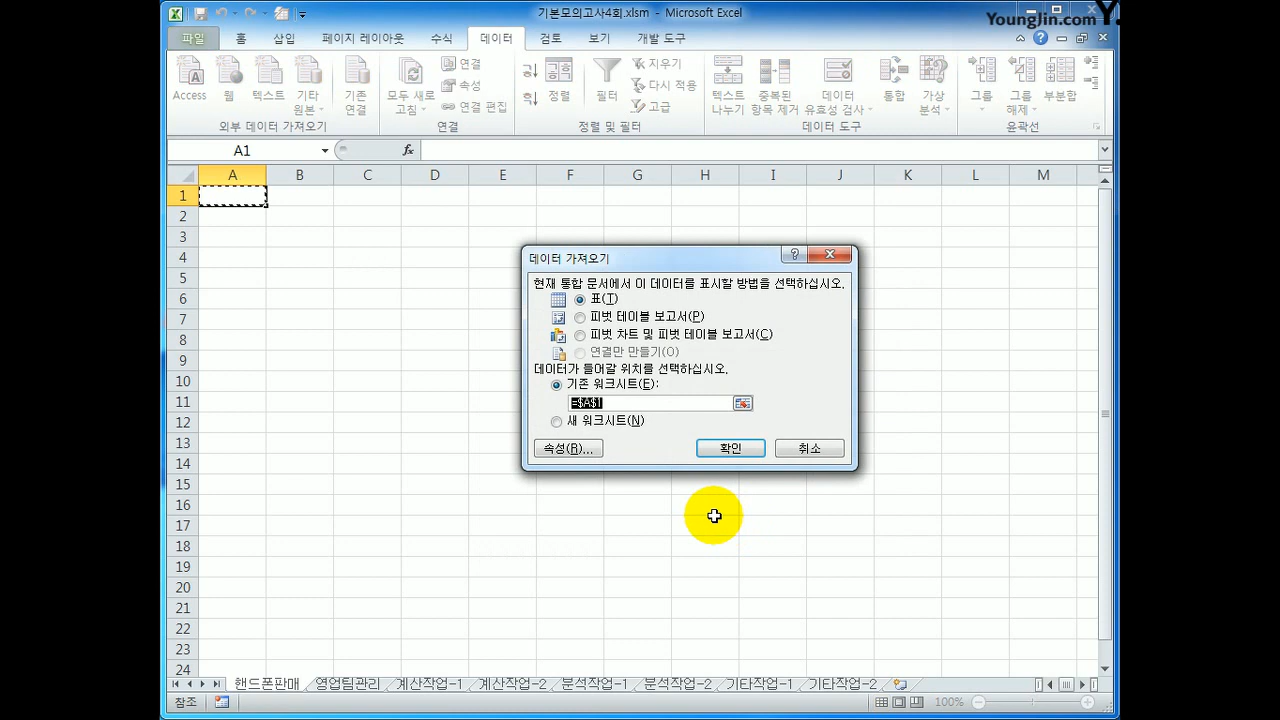 기본모의고사4회.xlsm - Microsoft Excel
YoungJin.com Y.
파일 홈 삽입 페이지 레이아웃 수식 데이터 검토 보기 개발 도구
Access 웹 텍스트 기타 원본 기존 연결 모두 새로 고침 연결 속성 연결 편집 정렬 필터 지우기 다시 적용 고급 텍스트 나누기 중복된 항목 제거 데이터 유효성 검사 통합 가상 분석 그룹 그룹 해제 부분합
외부 데이터 가져오기 연결 정렬 및 필터 데이터 도구 윤곽선
A1 fx
A B C D E F G H I J K L M
1
2
3
4
5
6
7
8
9
10
11
12
13
14
15
16
17
18
19
20
21
22
23
24
데이터 가져오기
현재 통합 문서에서 이 데이터를 표시할 방법을 선택하십시오.
표(T)
피벗 테이블 보고서(P)
피벗 차트 및 피벗 테이블 보고서(C)
연결만 만들기(O)
데이터가 들어갈 위치를 선택하십시오.
기존 워크시트(E):
=$A$1
새 워크시트(N)
속성(R)... 확인 취소
핸드폰판매 영업팀관리 계산작업-1 계산작업-2 분석작업-1 분석작업-2 기타작업-1 기타작업-2
참조 100%